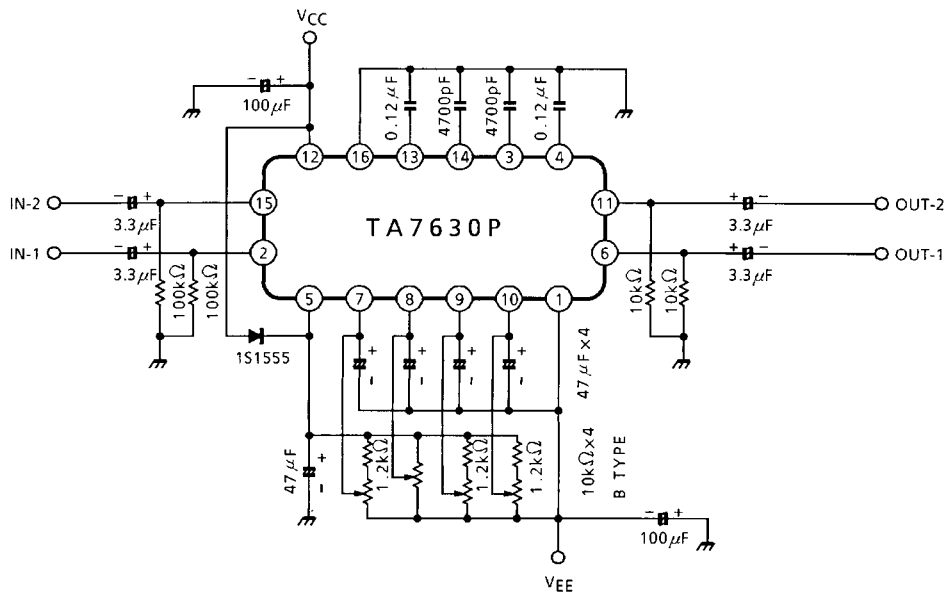 VCC
− +
100μF
0.12μF
4700pF
4700pF
0.12μF
12
16
13
14
3
4
IN-2
− +
3.3μF
15
TA7630P
11
+ −
3.3μF
OUT-2
IN-1
− +
3.3μF
2
6
+ −
3.3μF
OUT-1
100kΩ
100kΩ
10kΩ
10kΩ
5
7
8
9
10
1
1S1555
+
−
+
−
+
−
+
−
47μF×4
47μF
+
−
1.2kΩ
1.2kΩ
1.2kΩ
10kΩ×4
B TYPE
− +
100μF
VEE